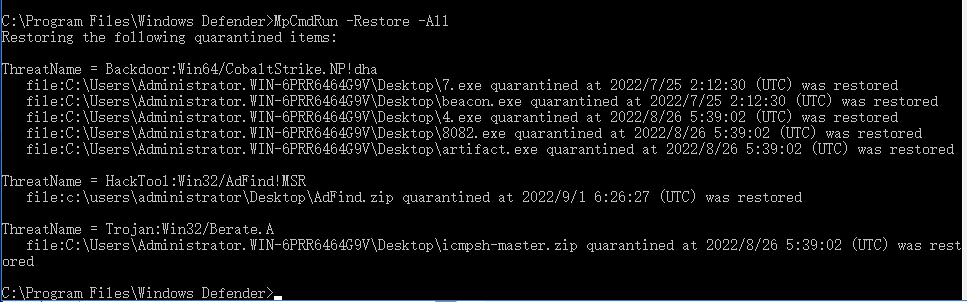 C:\Program Files\Windows Defender>MpCmdRun -Restore -All
Restoring the following quarantined items:
ThreatName = Backdoor:Win64/CobaltStrike.NP!dha
file:C:\Users\Administrator.WIN-6PRR6464G9V\Desktop\7.exe quarantined at 2022/7/25 2:12:30 (UTC) was restored
file:C:\Users\Administrator.WIN-6PRR6464G9V\Desktop\beacon.exe quarantined at 2022/7/25 2:12:30 (UTC) was restored
file:C:\Users\Administrator.WIN-6PRR6464G9V\Desktop\4.exe quarantined at 2022/8/26 5:39:02 (UTC) was restored
file:C:\Users\Administrator.WIN-6PRR6464G9V\Desktop\8082.exe quarantined at 2022/8/26 5:39:02 (UTC) was restored
file:C:\Users\Administrator.WIN-6PRR6464G9V\Desktop\artifact.exe quarantined at 2022/8/26 5:39:02 (UTC) was restored
ThreatName = HackTool:Win32/AdFind!MSR
file:c:\users\administrator\Desktop\AdFind.zip quarantined at 2022/9/1 6:26:27 (UTC) was restored
ThreatName = Trojan:Win32/Berate.A
file:C:\Users\Administrator.WIN-6PRR6464G9V\Desktop\icmpsh-master.zip quarantined at 2022/8/26 5:39:02 (UTC) was rest
ored
C:\Program Files\Windows Defender>